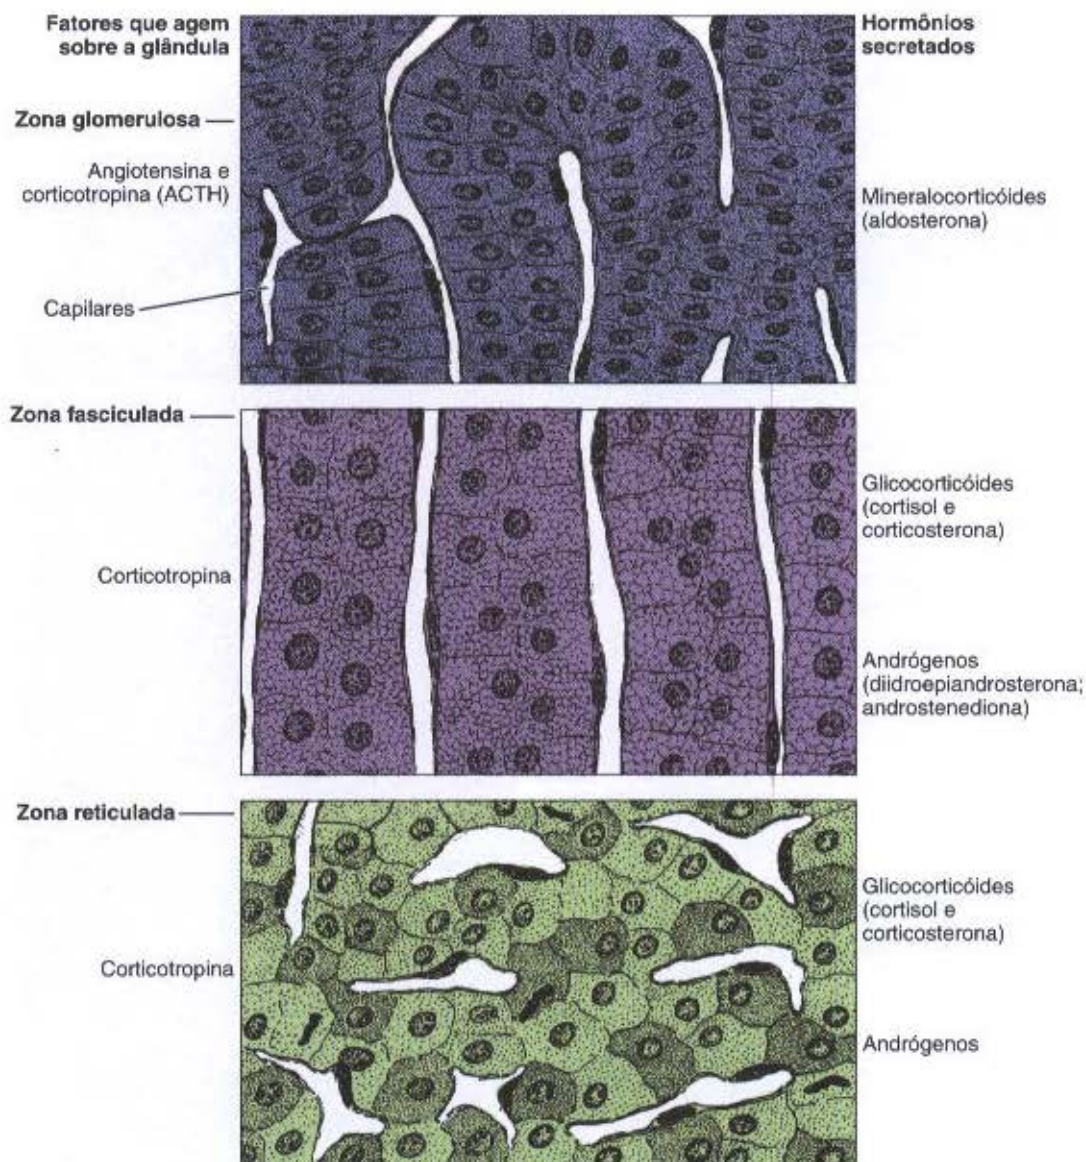 Fatores que agem
sobre a glândula
Hormônios
secretados
Zona glomerulosa
Angiotensina e
corticotropina (ACTH)
Mineralocorticóides
(aldosterona)
Capilares
Zona fasciculada
Glicocorticóides
(cortisol e
corticosterona)
Corticotropina
Andrógenos
(diidroepiandrosterona;
androstenediona)
Zona reticulada
Glicocorticóides
(cortisol e
corticosterona)
Corticotropina
Andrógenos